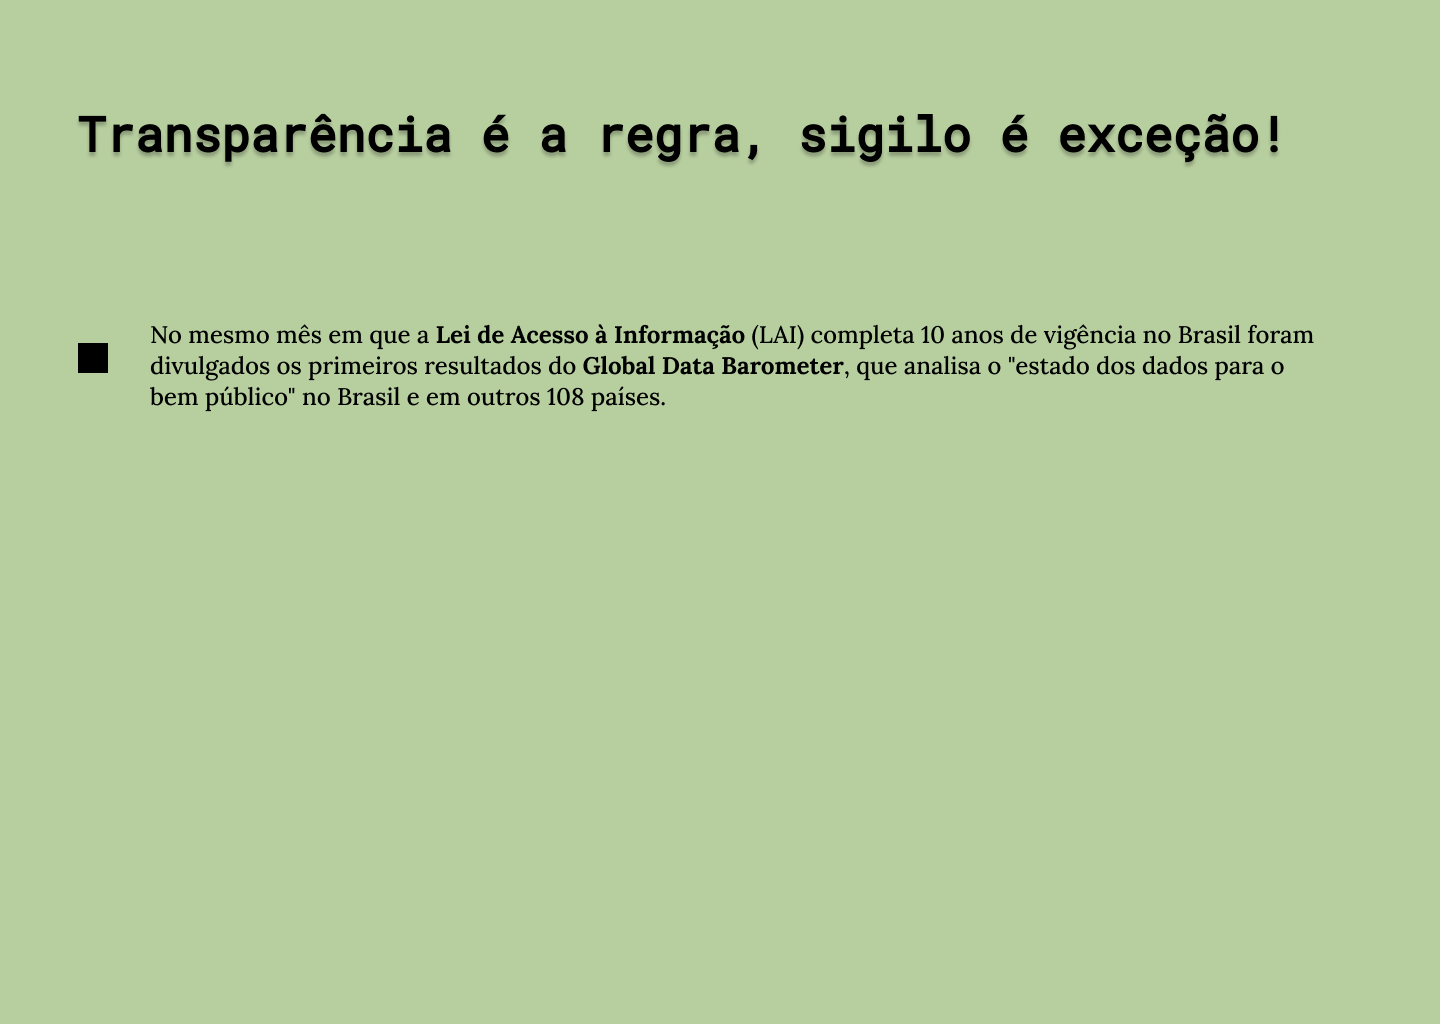 Transparência é a regra, sigilo é exceção!
No mesmo mês em que a Lei de Acesso à Informação (LAI) completa 10 anos de vigência no Brasil foram
divulgados os primeiros resultados do Global Data Barometer, que analisa o "estado dos dados para o
bem público" no Brasil e em outros 108 países.